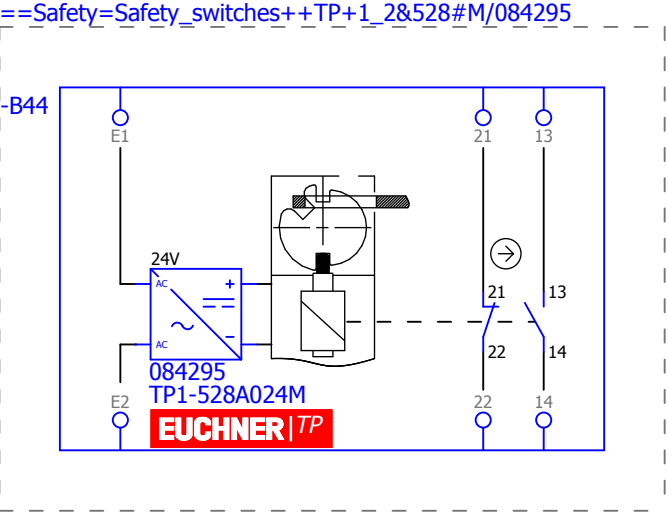 ==Safety=Safety_switches++TP+1_2&528#M/084295
-B44
E1
21
13
24V
AC
+
21
13
AC
-
22
14
084295
TP1-528A024M
E2
22
14
EUCHNER|TP